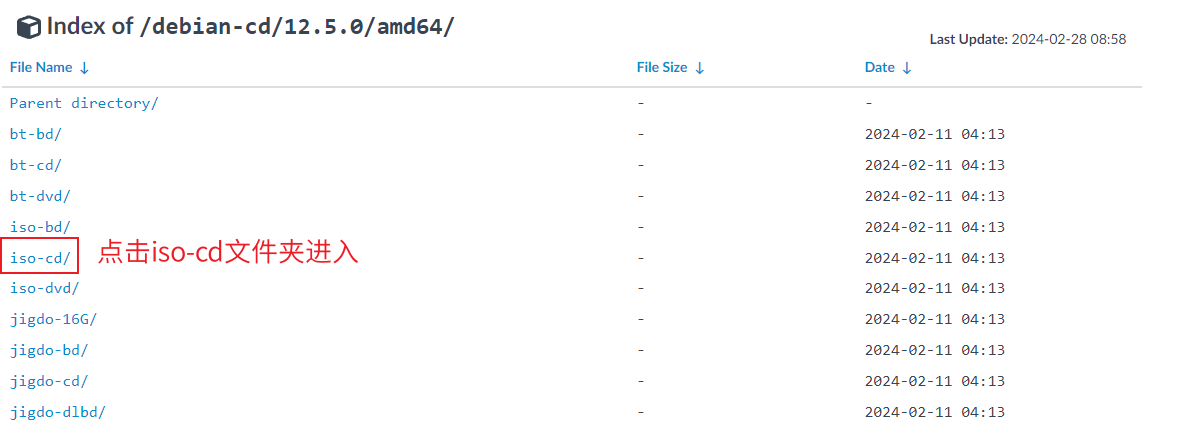 Index of /debian-cd/12.5.0/amd64/
Last Update: 2024-02-28 08:58
File Name ↓ File Size ↓ Date ↓
Parent directory/ - -
bt-bd/ - 2024-02-11 04:13
bt-cd/ - 2024-02-11 04:13
bt-dvd/ - 2024-02-11 04:13
iso-bd/ - 2024-02-11 04:13
iso-cd/ 点击iso-cd文件夹进入 - 2024-02-11 04:13
iso-dvd/ - 2024-02-11 04:13
jigdo-16G/ - 2024-02-11 04:13
jigdo-bd/ - 2024-02-11 04:13
jigdo-cd/ - 2024-02-11 04:13
jigdo-dlbd/ - 2024-02-11 04:13